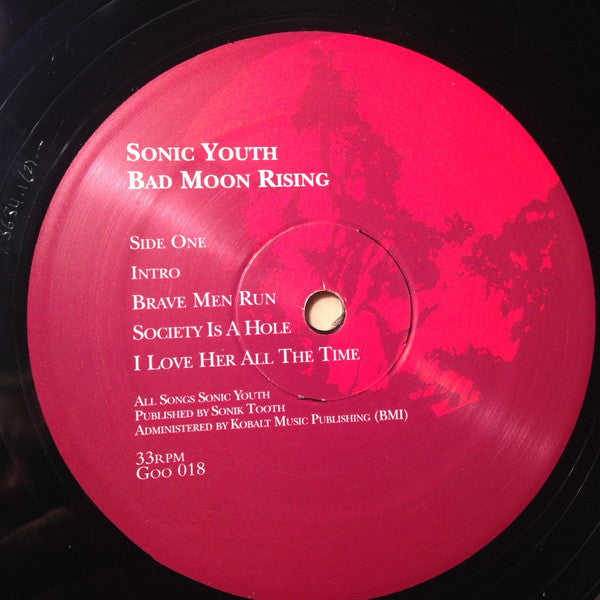 Sonic Youth
Bad Moon Rising
Side One
Intro
Brave Men Run
Society Is A Hole
I Love Her All The Time
All Songs Sonic Youth
Published by Sonik Tooth
Administered by Kobalt Music Publishing (BMI)
33RPM
Goo 018